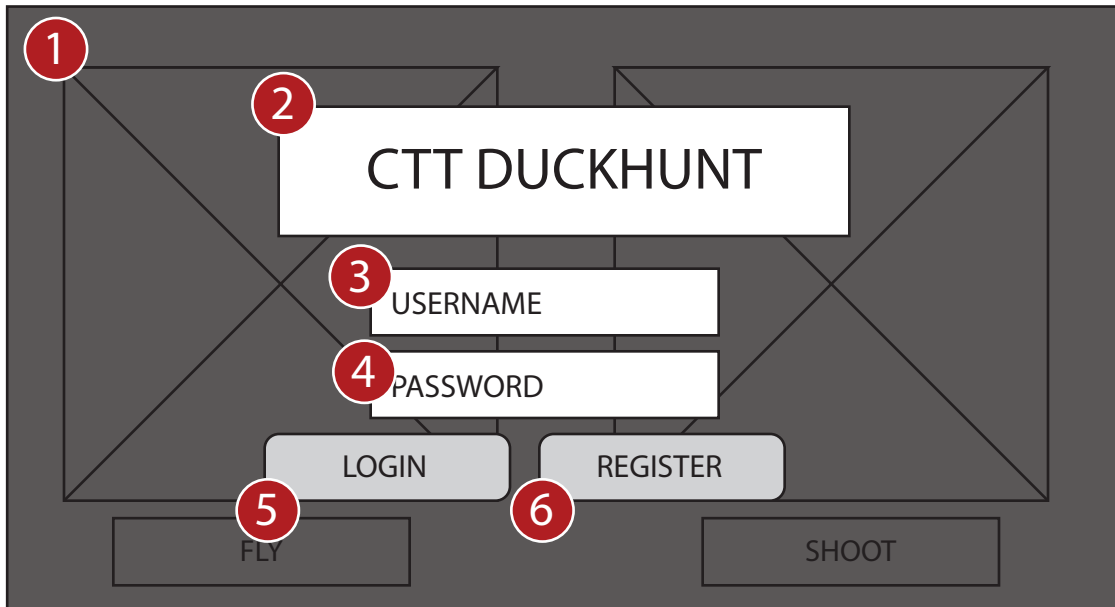 1
2
CTT DUCKHUNT
3
USERNAME
4
PASSWORD
LOGIN
REGISTER
5
6
FLY
SHOOT